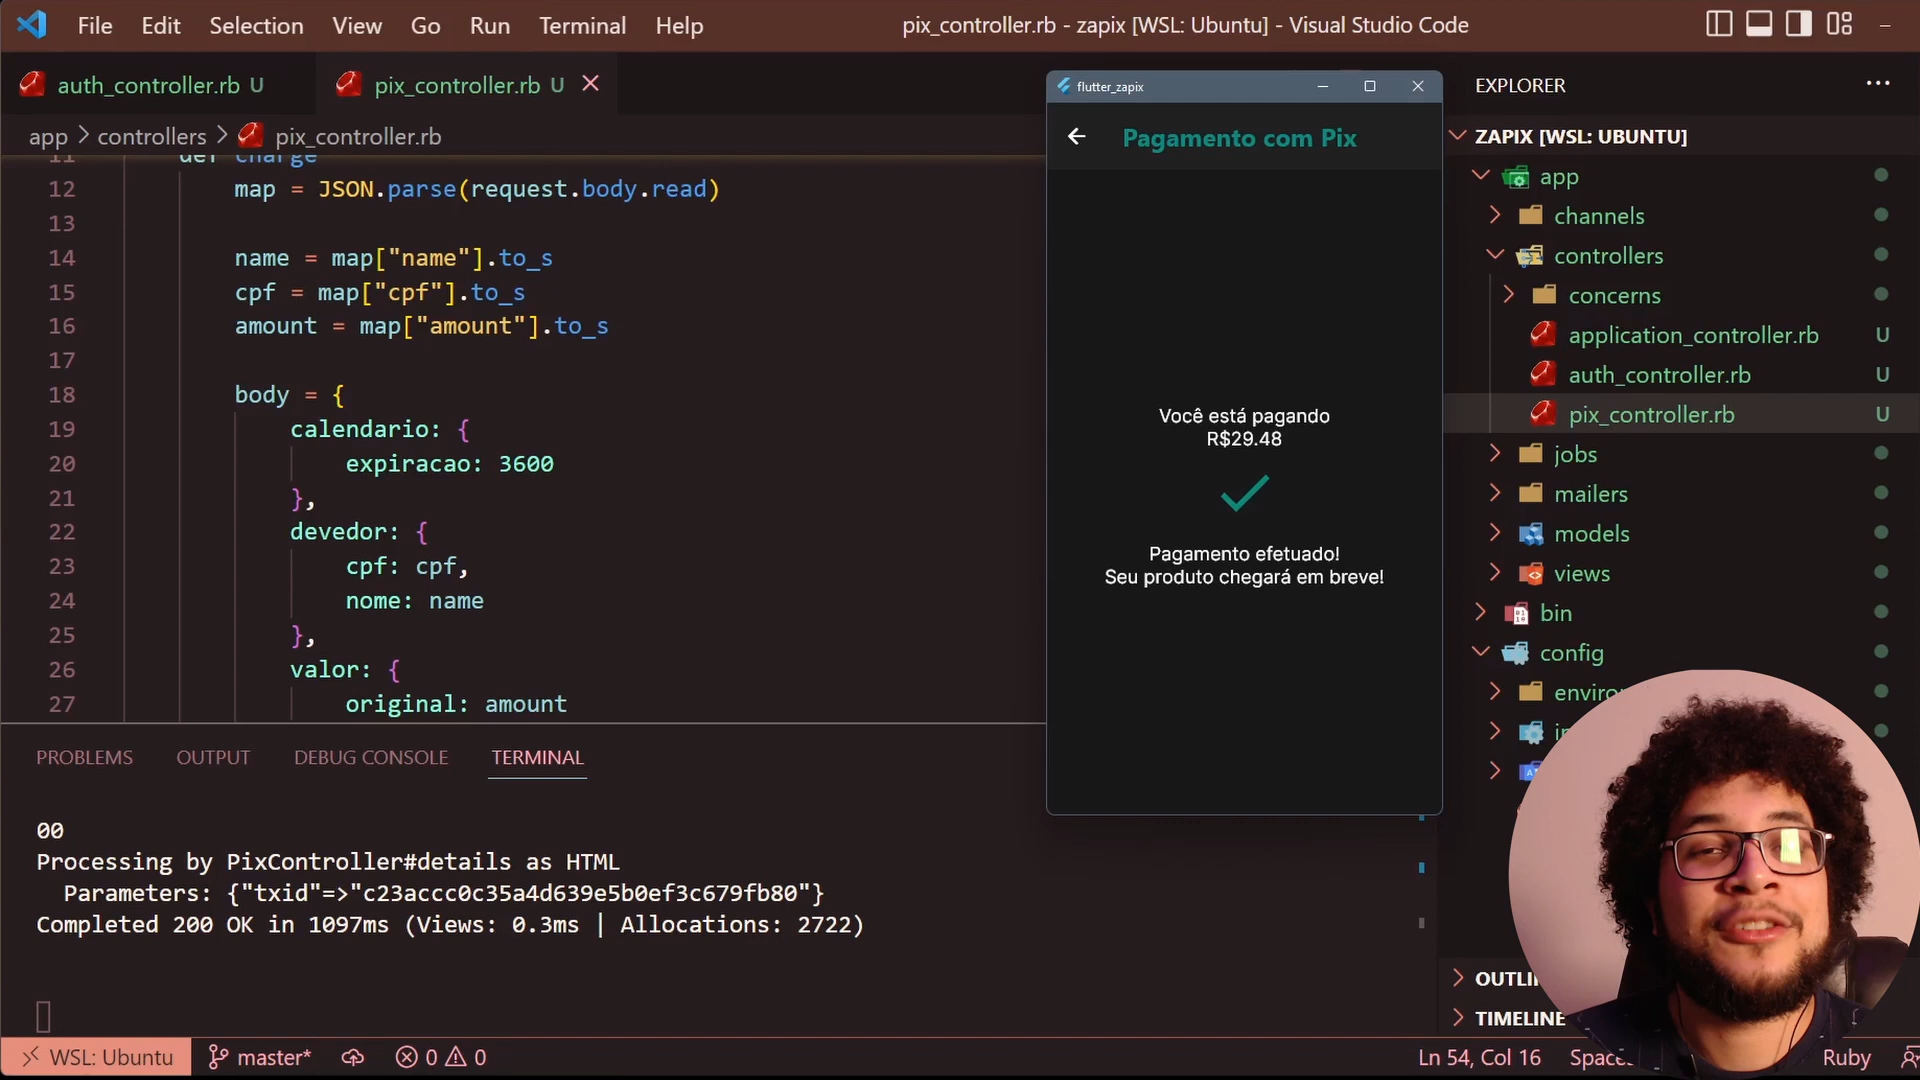 File Edit Selection View Go Run Terminal Help
pix_controller.rb - zapix [WSL: Ubuntu] - Visual Studio Code
auth_controller.rb U
pix_controller.rb U
app > controllers > pix_controller.rb
11 def charge
12 map = JSON.parse(request.body.read)
13
14 name = map["name"].to_s
15 cpf = map["cpf"].to_s
16 amount = map["amount"].to_s
17
18 body = {
19 calendario: {
20 expiracao: 3600
21 },
22 devedor: {
23 cpf: cpf,
24 nome: name
25 },
26 valor: {
27 original: amount
flutter_zapix
Pagamento com Pix
Você está pagando
R$29.48
Pagamento efetuado!
Seu produto chegará em breve!
EXPLORER
ZAPIX [WSL: UBUNTU]
app
channels
controllers
concerns
application_controller.rb U
auth_controller.rb U
pix_controller.rb U
jobs
mailers
models
views
bin
config
PROBLEMS OUTPUT DEBUG CONSOLE TERMINAL
00
Processing by PixController#details as HTML
Parameters: {"txid"=>"c23accc0c35a4d639e5b0ef3c679fb80"}
Completed 200 OK in 1097ms (Views: 0.3ms | Allocations: 2722)
TIMELINE
WSL: Ubuntu master* 0 0
Ln 54, Col 16
Ruby